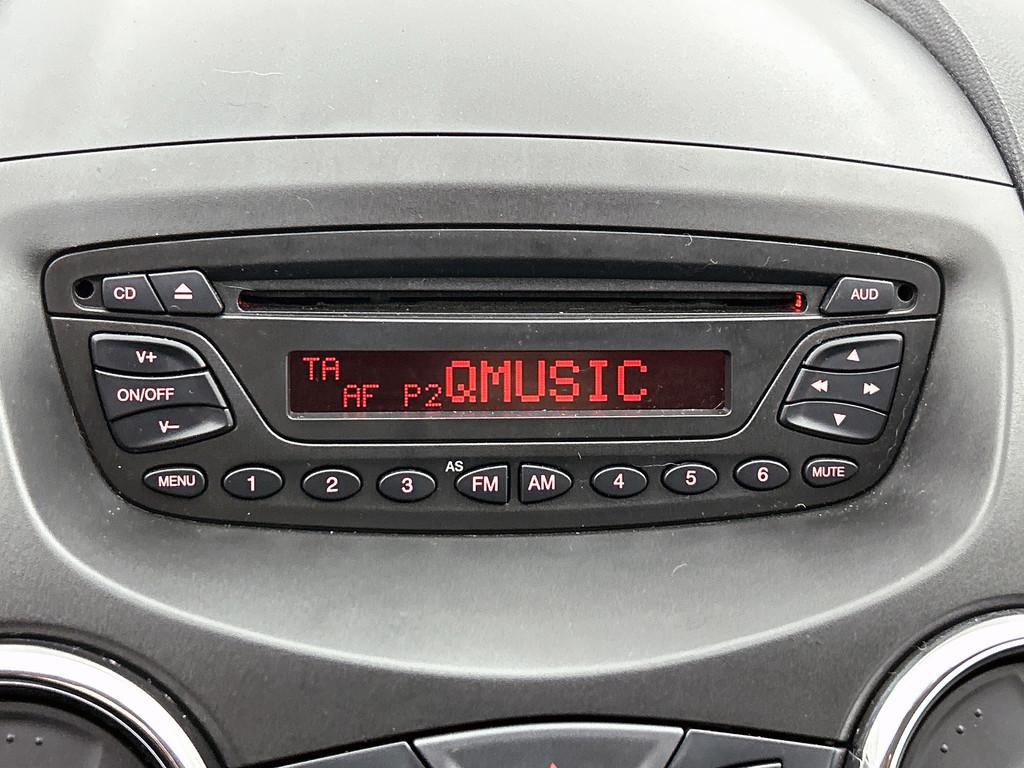 CD AUD
V+
TA
ON/OFF
AF P2 QMUSIC
V–
MENU 1 2 3 AS FM AM 4 5 6 MUTE